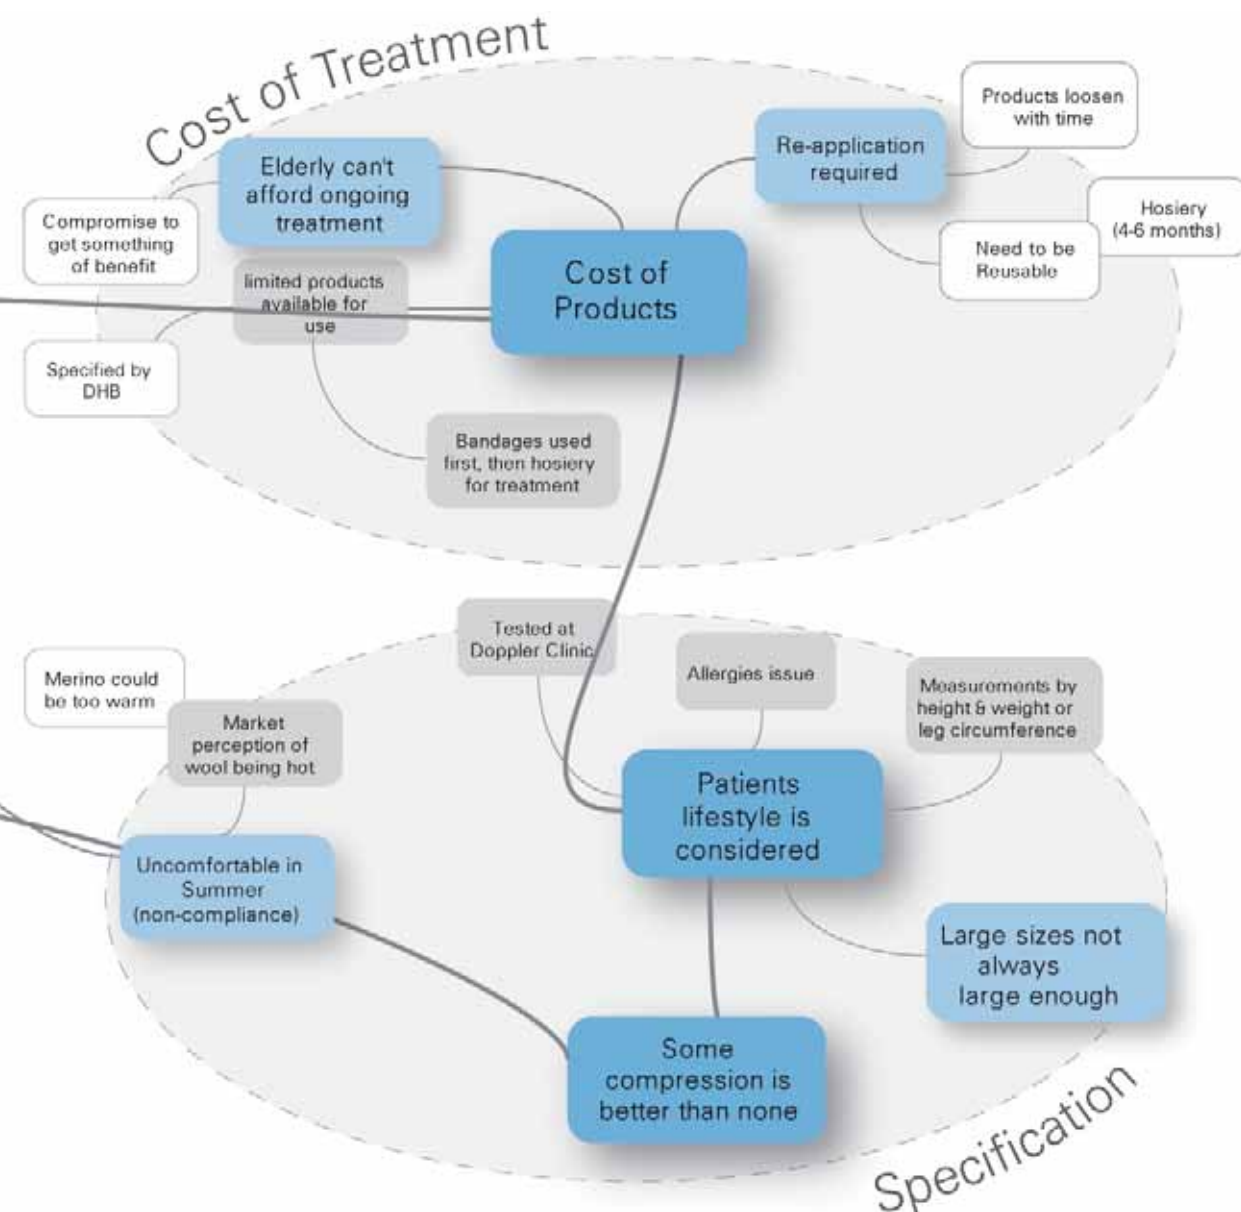 Cost of Treatment
Products loosen
with time
Re-application
required
Elderly can't
afford ongoing
treatment
Hosiery
(4-6 months)
Compromise to
get something
of benefit
Need to be
Reusable
Cost of
Products
limited products
available for
use
Specified by
DHB
Bandages used
first, then hosiery
for treatment
Tested at
Doppler Clinic
Allergies issue
Measurements by
height & weight or
leg circumference
Merino could
be too warm
Market
perception of
wool being hot
Patients
lifestyle is
considered
Uncomfortable in
Summer
(non-compliance)
Large sizes not
always
large enough
Some
compression is
better than none
Specification